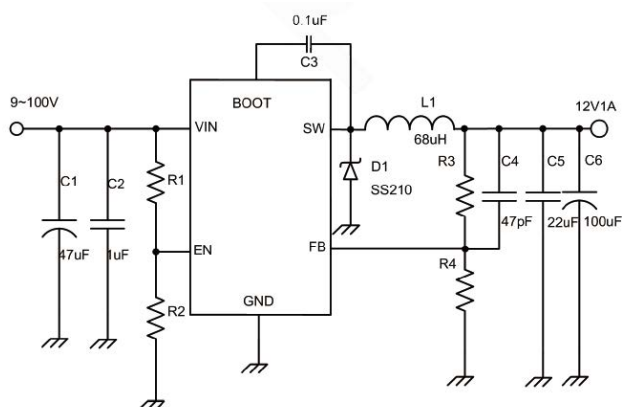 0.1uF
C3
9~100V
BOOT
L1
12V1A
VIN
SW
68uH
C1
C2
R1
D1
SS210
R3
C4
C5
C6
47uF
1uF
EN
FB
47pF
22uF
100uF
R4
R2
GND